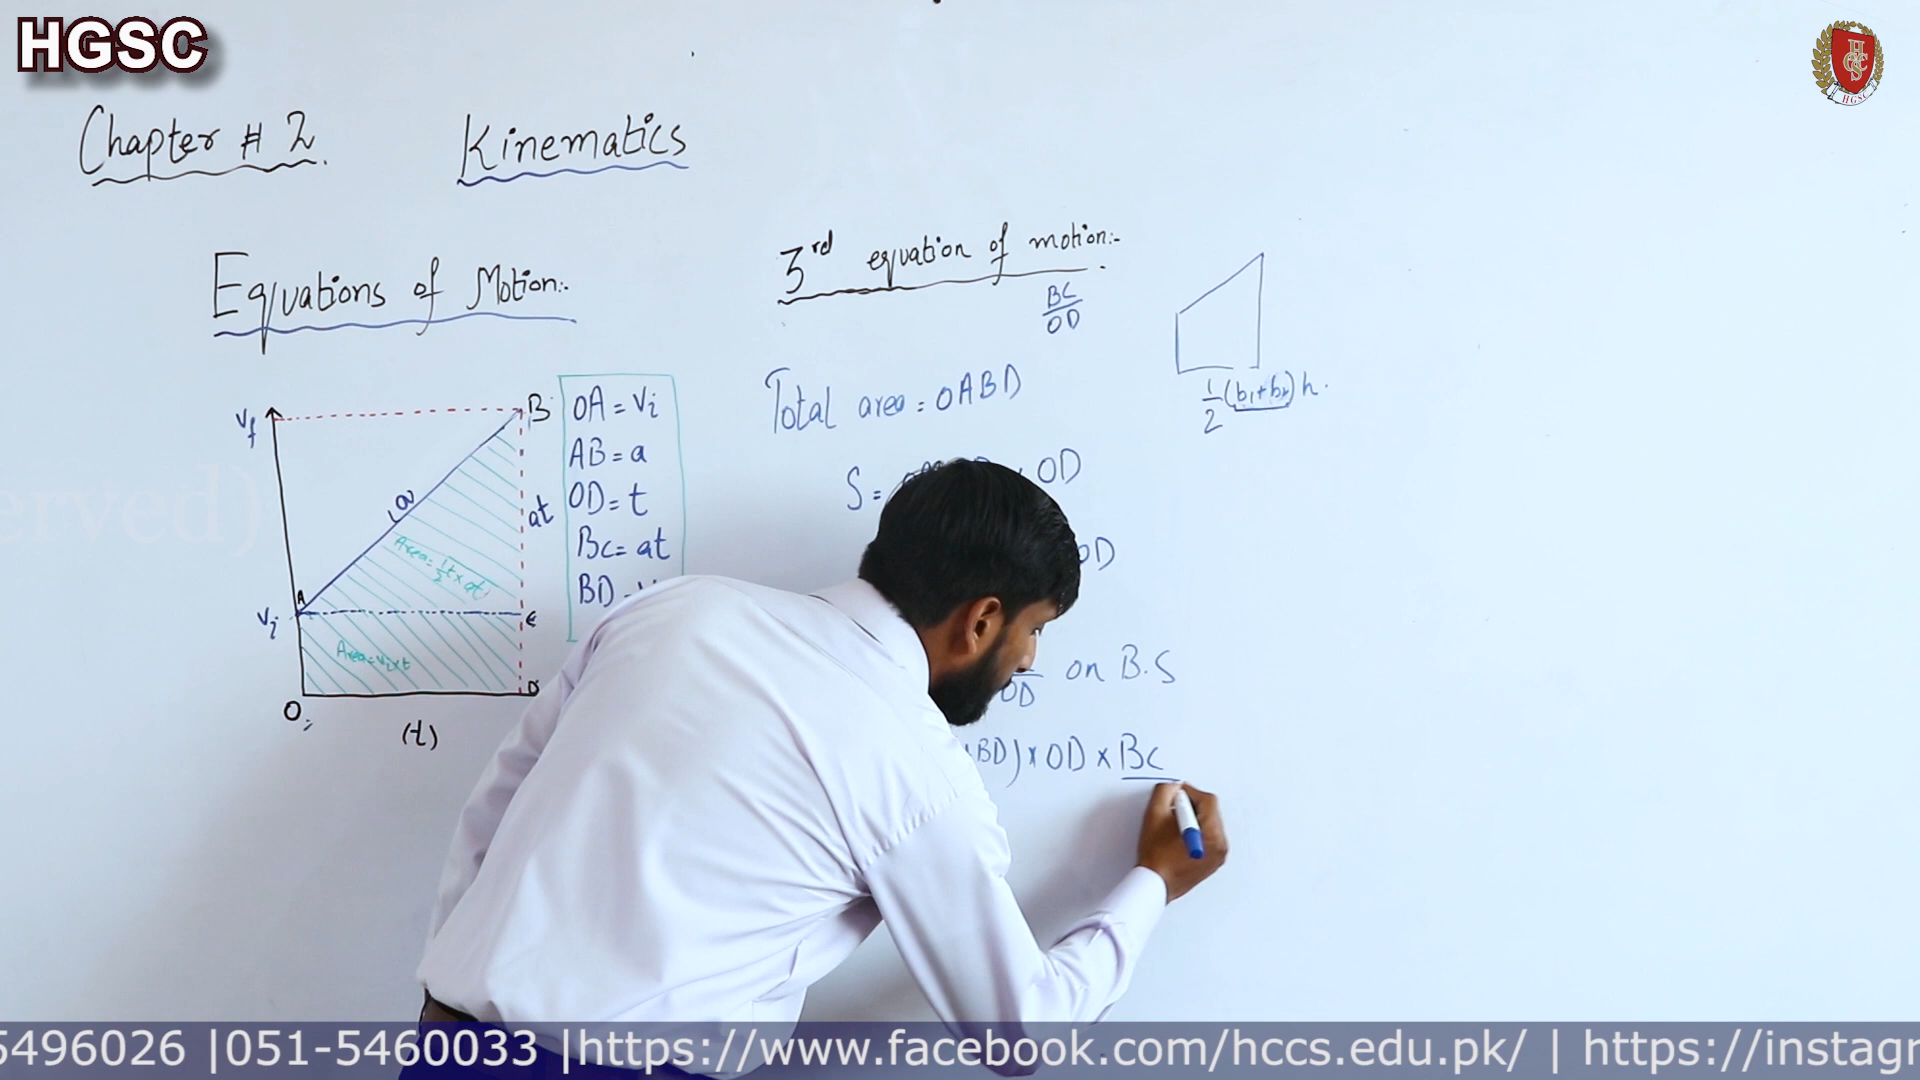 HGSC
HGSC
Chapter # 2. Kinematics
Equations of Motion:-
3rd equation of motion:-
BC
OD
1/2 (b1+b2) h.
Total area = OABD
S = × OD
OD
OD on B.S
BD) × OD × BC
Vf
B
OA = Vi
AB = a
OD = t
BC = at
BD =
a
at
Area = 1/2 t × at
A
Vi
C
Area = Vi × t
O
D
(t)
erved)
5496026 |051-5460033 |https://www.facebook.com/hccs.edu.pk/ | https://instagr